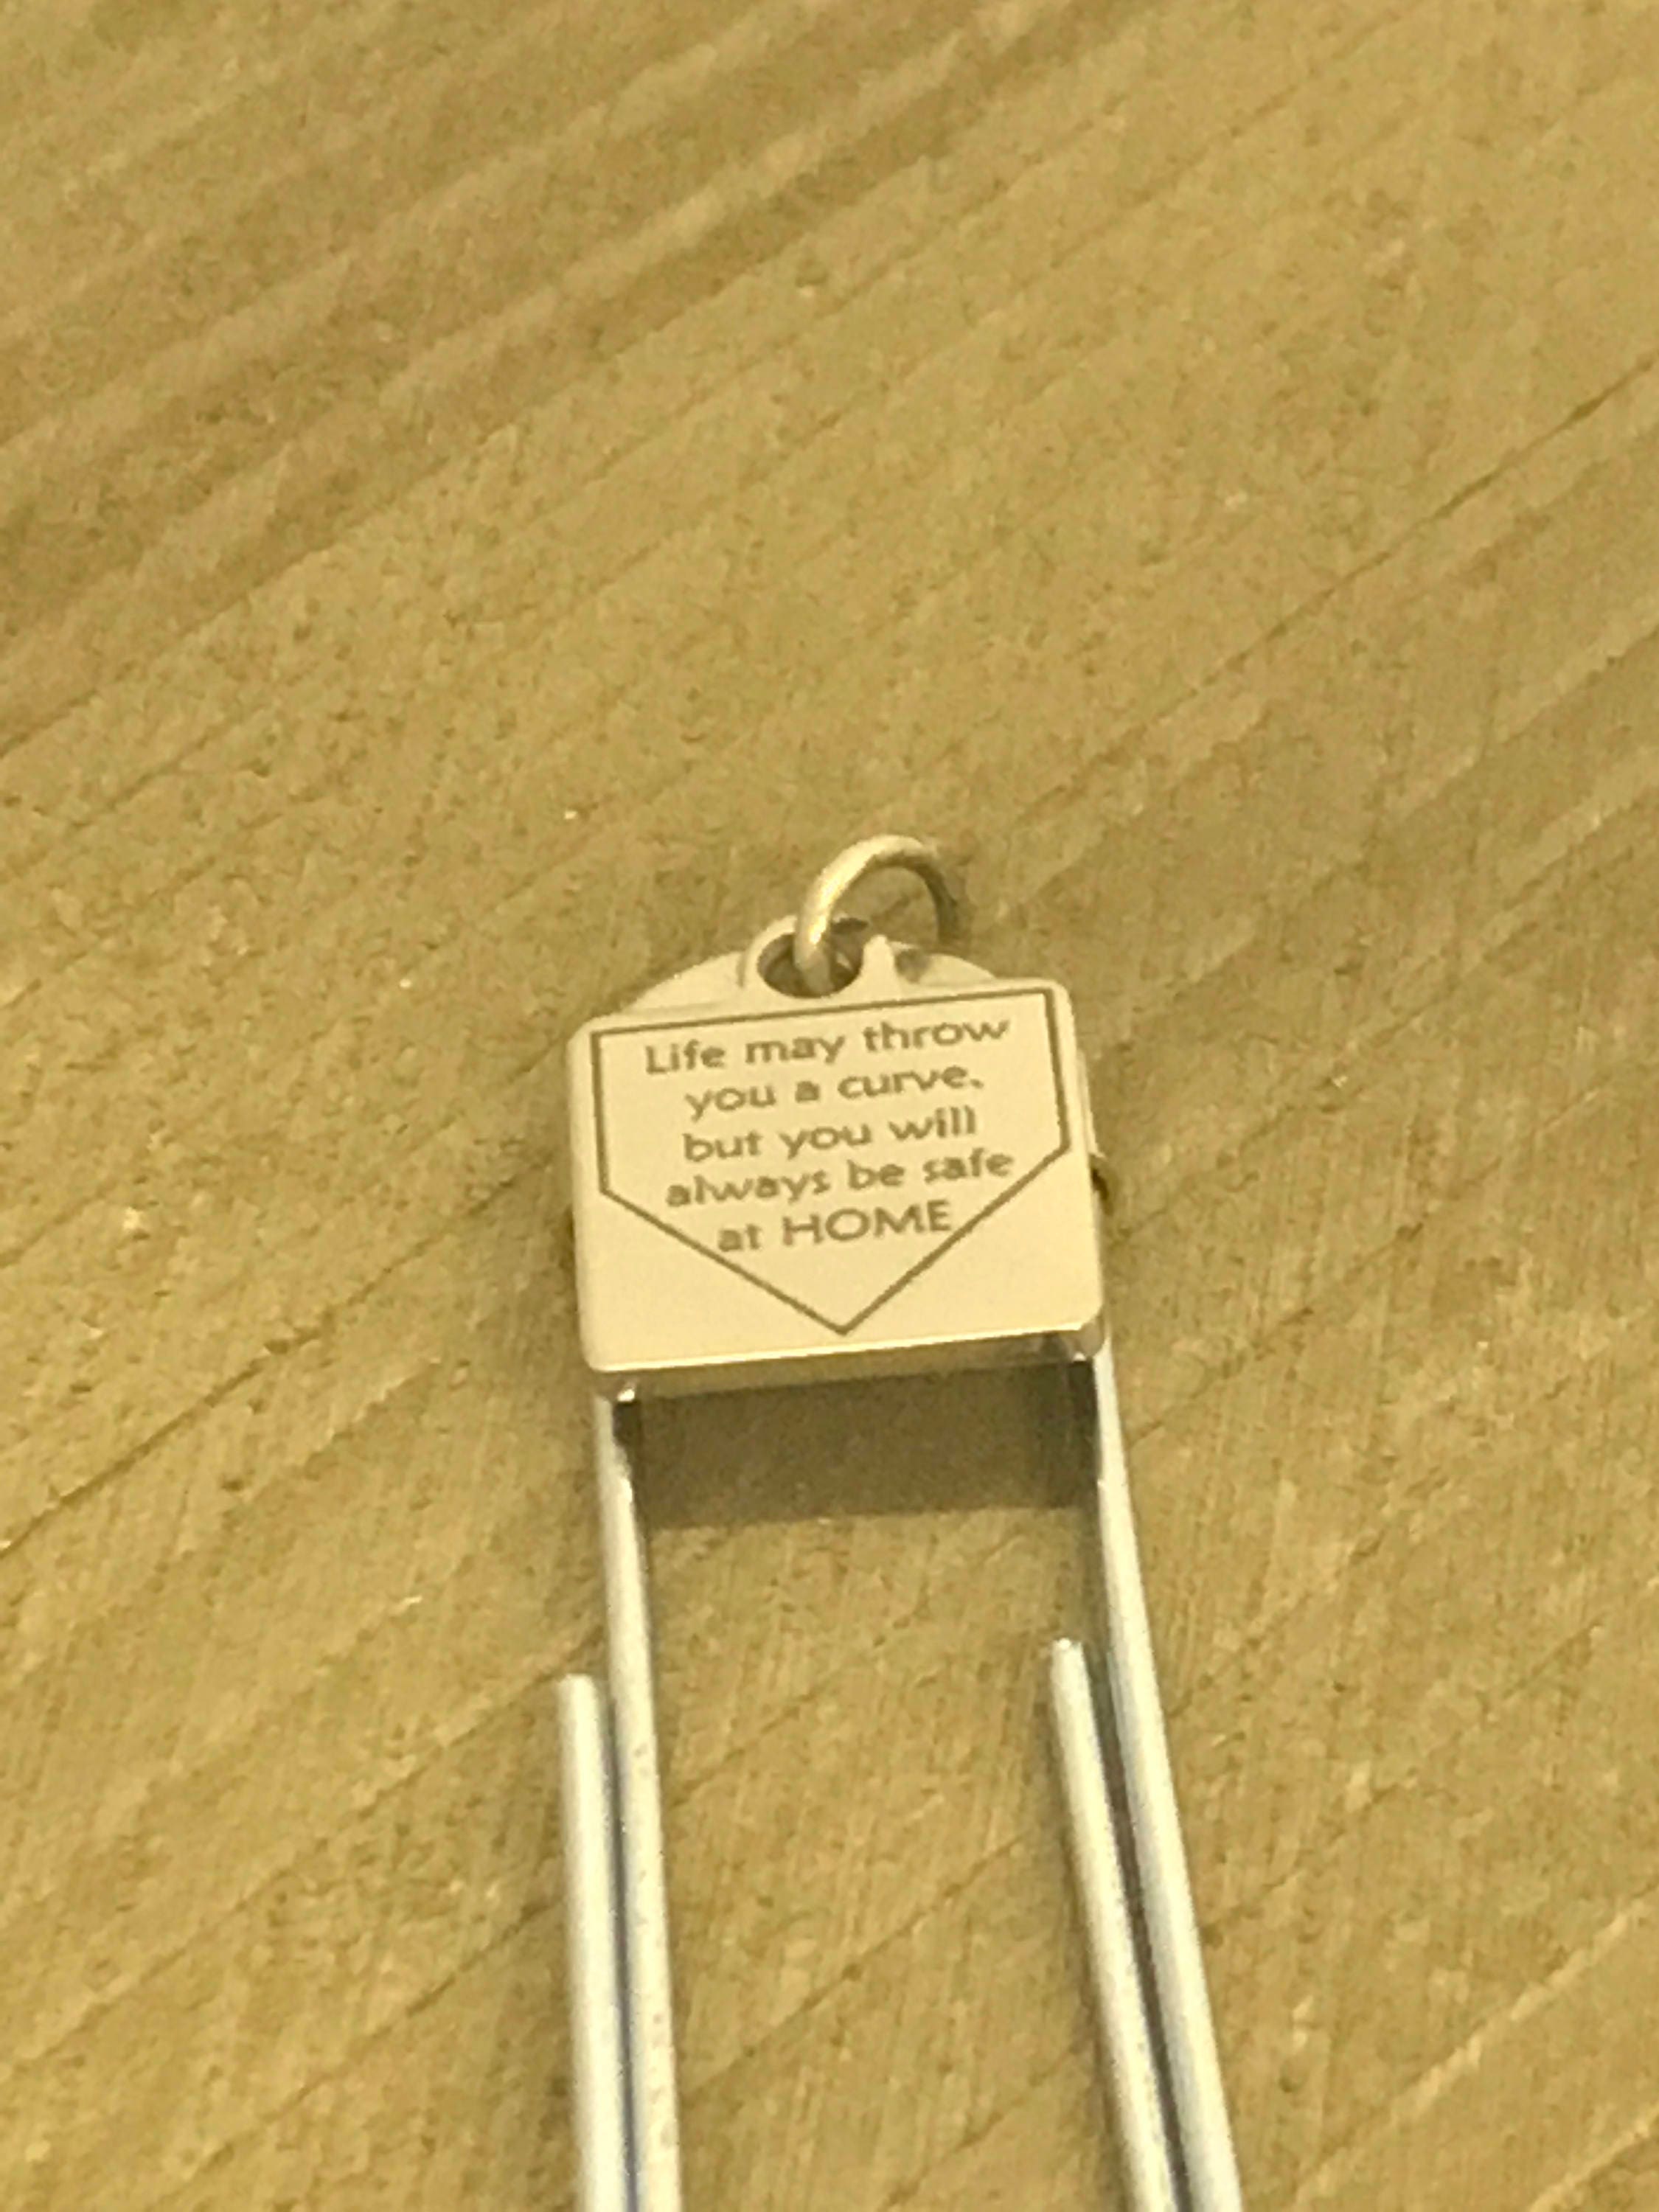 Life may throw
you a curve,
but you will
always be safe
at HOME